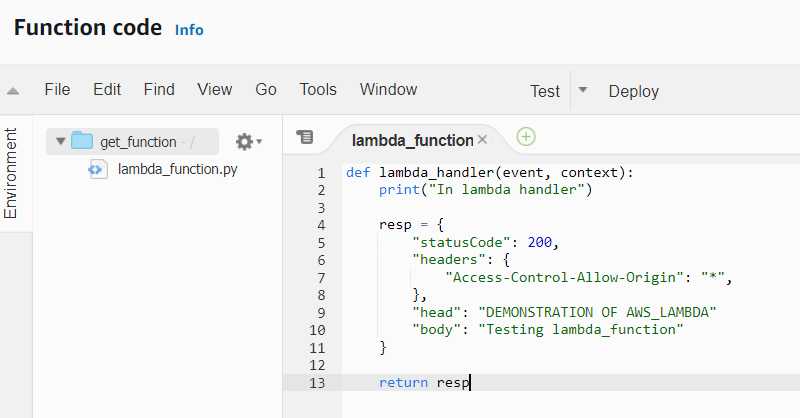 Function code Info
File Edit Find View Go Tools Window Test Deploy
Environment
get_function - /
lambda_function.py
lambda_function
1 def lambda_handler(event, context):
2     print("In lambda handler")
3
4     resp = {
5         "statusCode": 200,
6         "headers": {
7             "Access-Control-Allow-Origin": "*",
8         },
9         "head": "DEMONSTRATION OF AWS_LAMBDA"
10         "body": "Testing lambda_function"
11     }
12
13     return resp